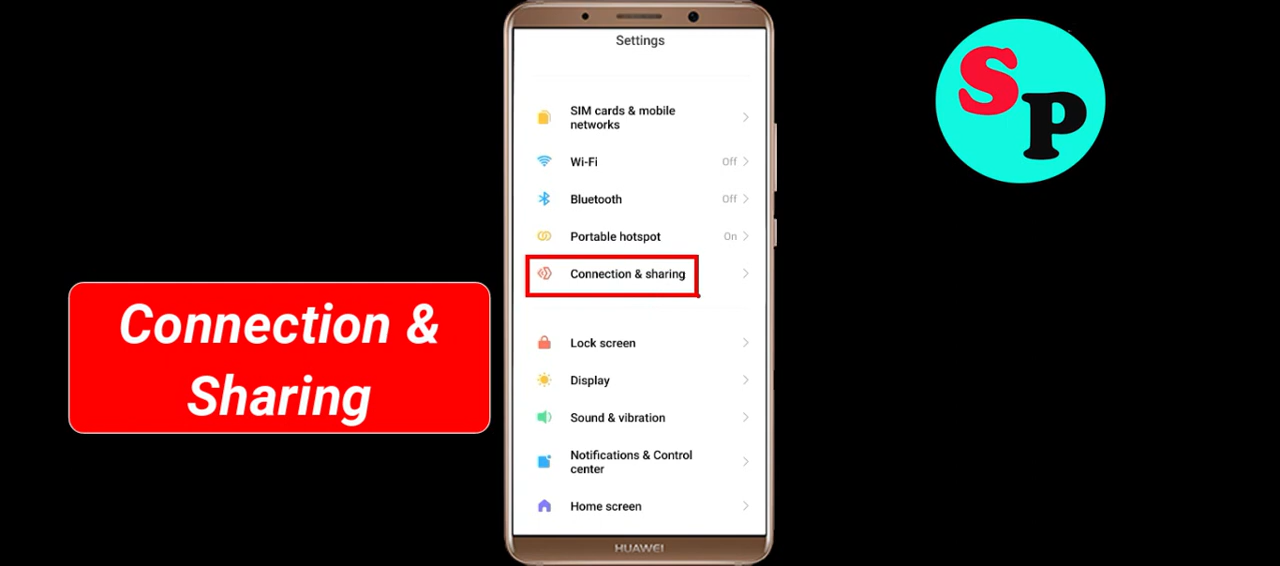 Settings
SIM cards & mobile
networks
Wi-Fi Off
Bluetooth Off
Portable hotspot On
Connection & sharing
Lock screen
Display
Sound & vibration
Notifications & Control
center
Home screen
HUAWEI
Connection &
Sharing
SP